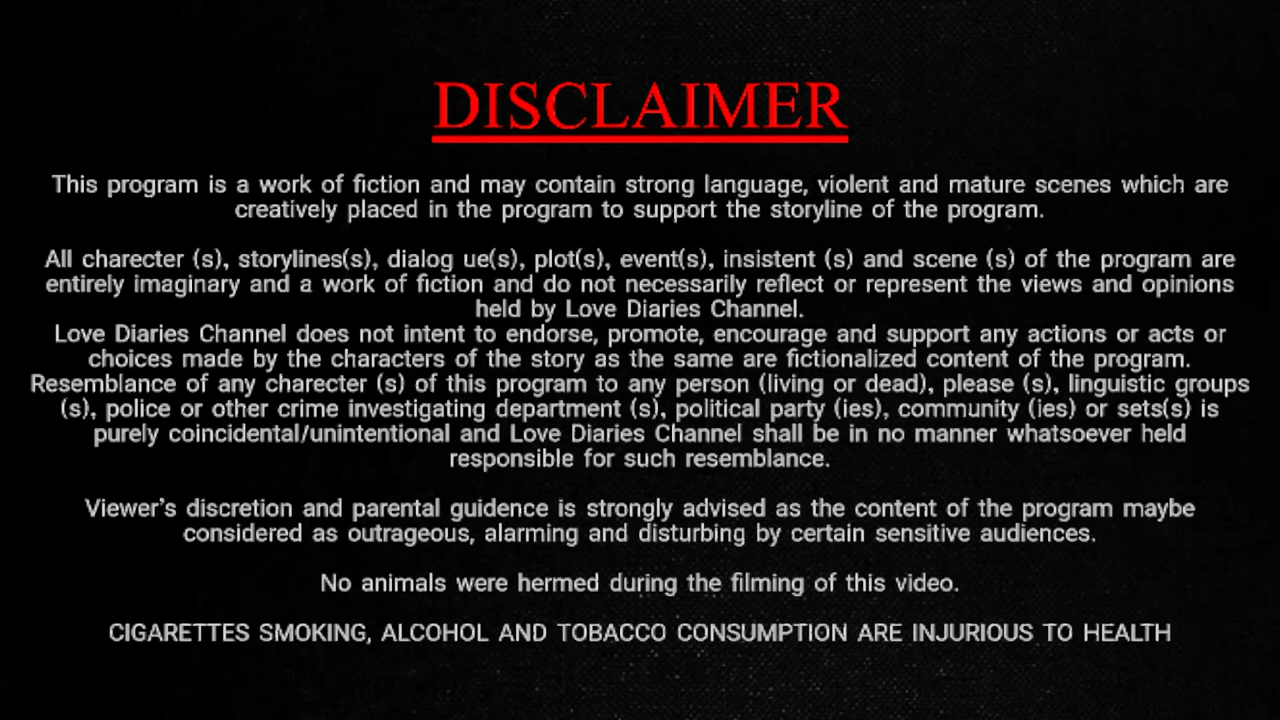 DISCLAIMER
This program is a work of fiction and may contain strong language, violent and mature scenes which are
creatively placed in the program to support the storyline of the program.
All charecter (s), storylines(s), dialog ue(s), plot(s), event(s), insistent (s) and scene (s) of the program are
entirely imaginary and a work of fiction and do not necessarily reflect or represent the views and opinions
held by Love Diaries Channel.
Love Diaries Channel does not intent to endorse, promote, encourage and support any actions or acts or
choices made by the characters of the story as the same are fictionalized content of the program.
Resemblance of any charecter (s) of this program to any person (living or dead), please (s), linguistic groups
(s), police or other crime investigating department (s), political party (ies), community (ies) or sets(s) is
purely coincidental/unintentional and Love Diaries Channel shall be in no manner whatsoever held
responsible for such resemblance.
Viewer's discretion and parental guidance is strongly advised as the content of the program maybe
considered as outrageous, alarming and disturbing by certain sensitive audiences.
No animals were hermed during the filming of this video.
CIGARETTES SMOKING, ALCOHOL AND TOBACCO CONSUMPTION ARE INJURIOUS TO HEALTH